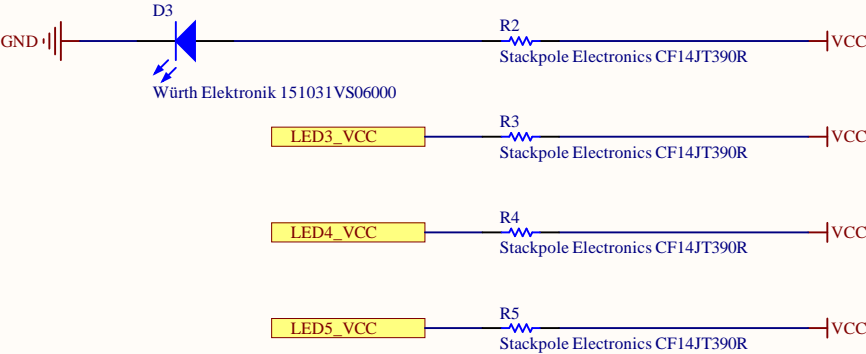 D3
R2
GND
VCC
Stackpole Electronics CF14JT390R
Würth Elektronik 151031VS06000
R3
LED3_VCC
VCC
Stackpole Electronics CF14JT390R
R4
LED4_VCC
VCC
Stackpole Electronics CF14JT390R
R5
LED5_VCC
VCC
Stackpole Electronics CF14JT390R